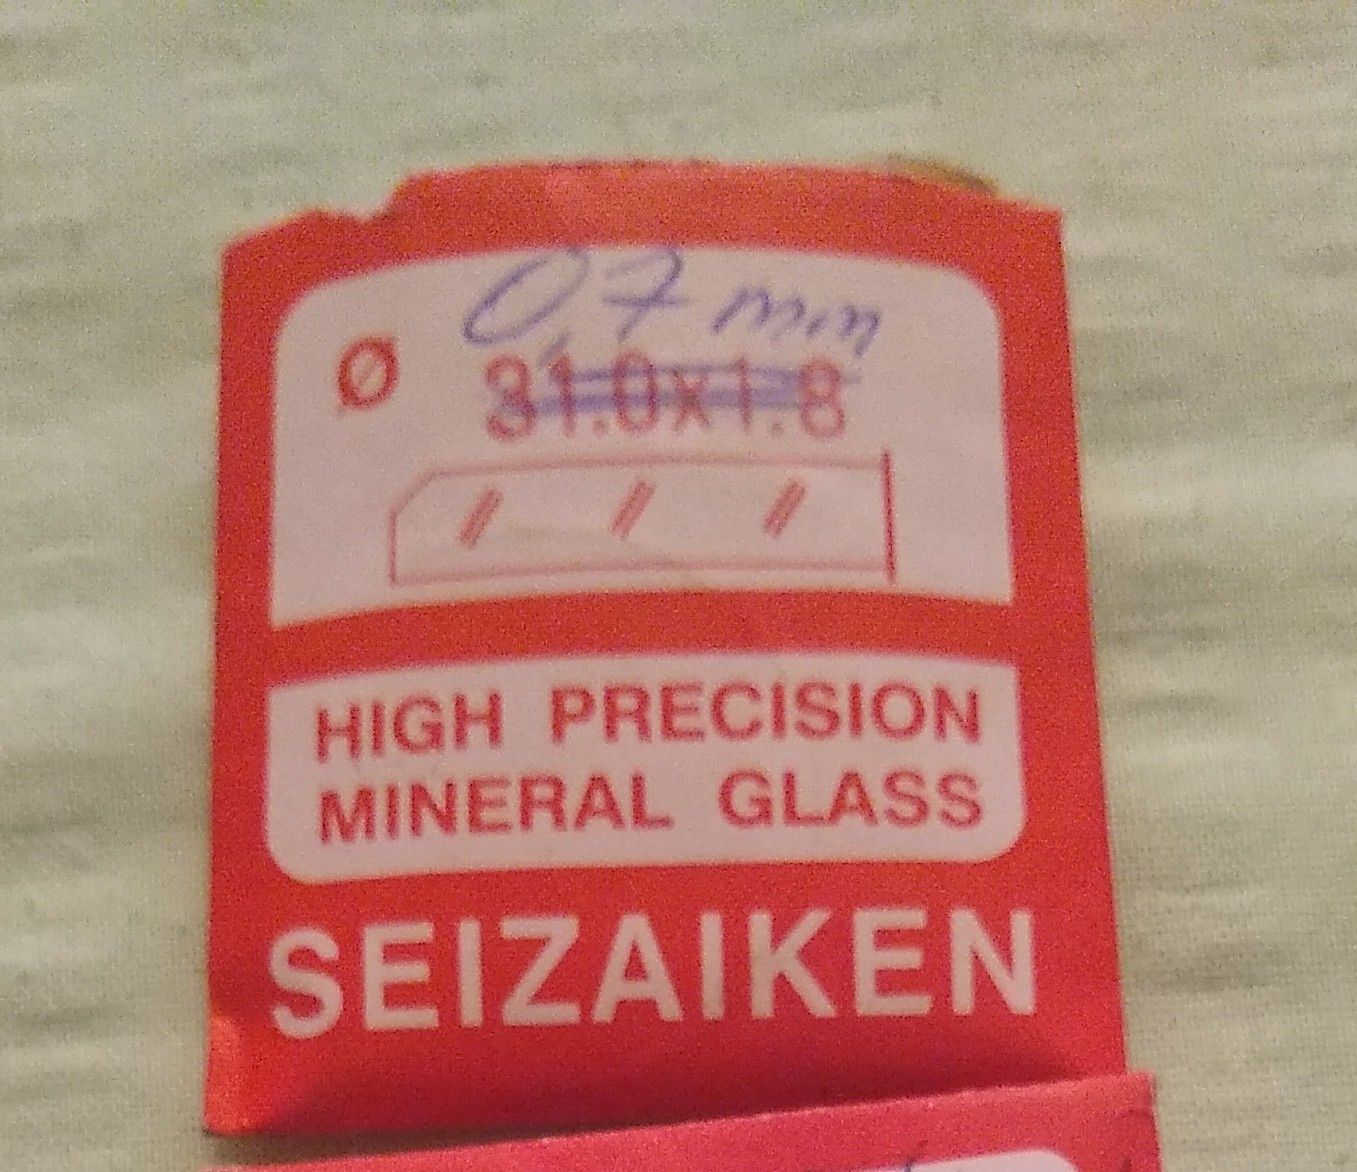 0,7 mm
Ø 31.0x1.8
HIGH PRECISION
MINERAL GLASS
SEIZAIKEN